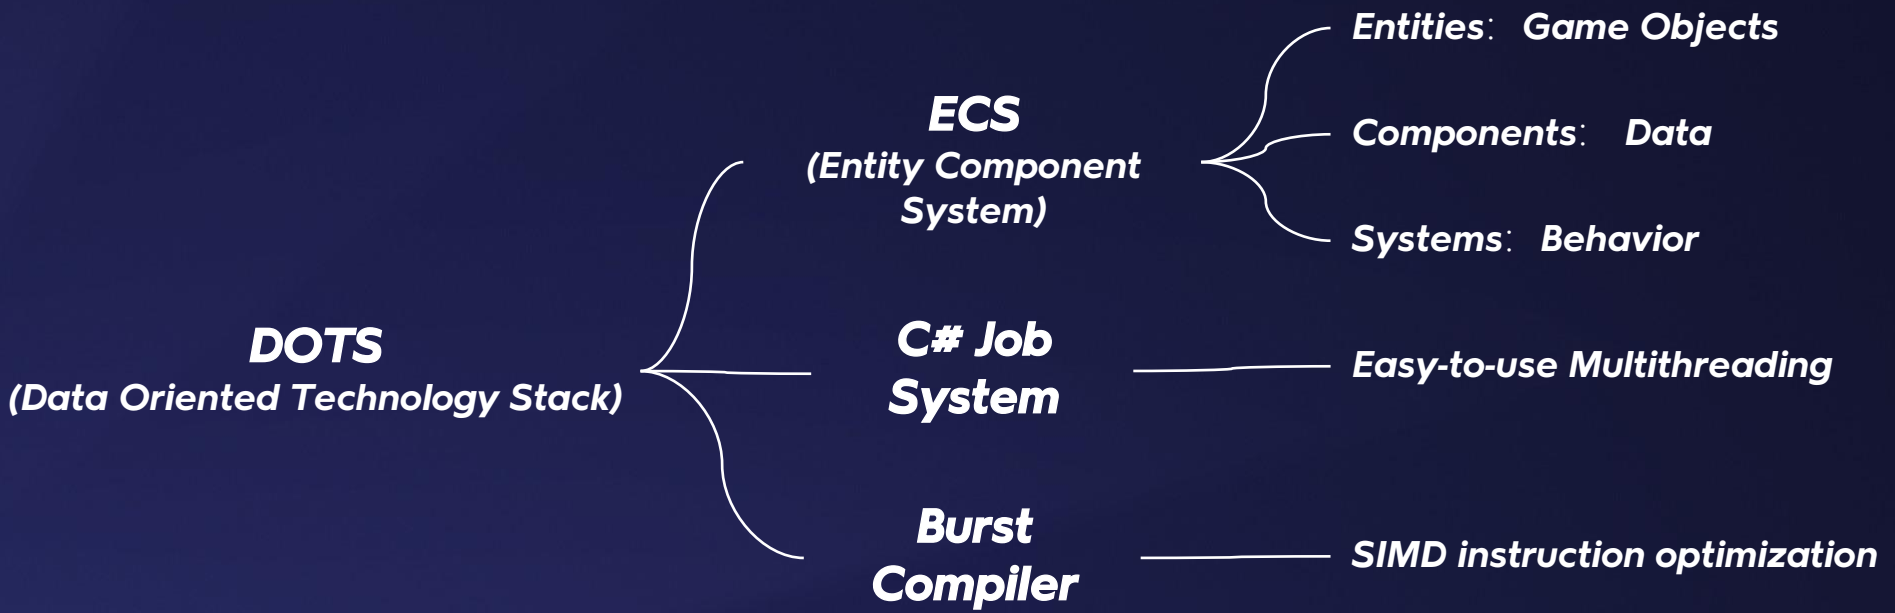 DOTS
(Data Oriented Technology Stack)
ECS
(Entity Component
System)
Entities： Game Objects
Components： Data
Systems： Behavior
C# Job
System
Easy-to-use Multithreading
Burst
Compiler
SIMD instruction optimization